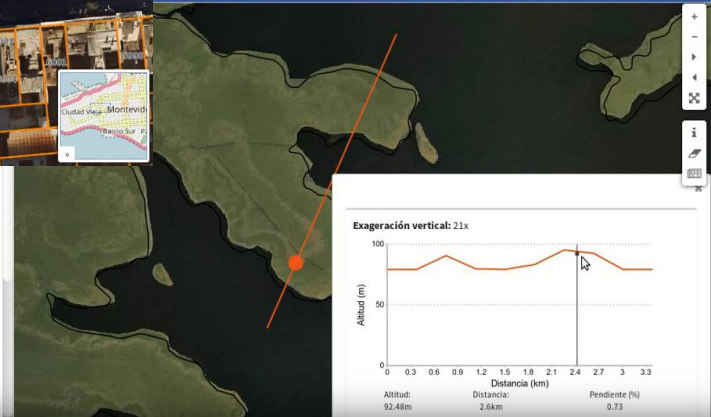 6001
Ciudad Vieja
Montevid
Barrio Sur
P
»
+
−
i
Exageración vertical: 21x
100
50
0
Altitud (m)
0 0.3 0.6 0.9 1.2 1.5 1.8 2.1 2.4 2.7 3 3.3
Distancia (km)
Altitud: Distancia: Pendiente (%)
92.48m 2.6km 0.73